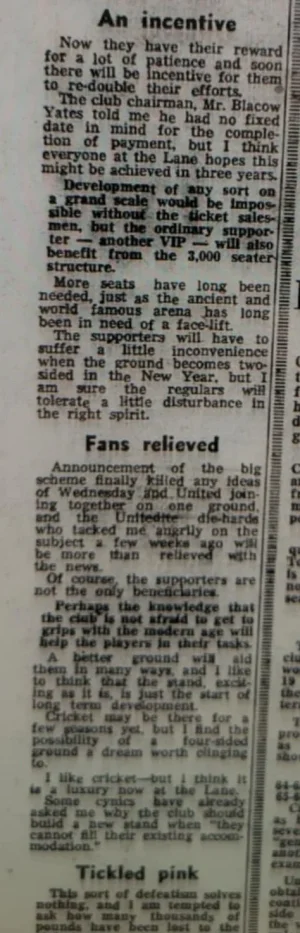 An incentive
Now they have their reward
for a lot of patience and soon
there will be incentive for them
to re-double their efforts.
The club chairman, Mr. Blacow
Yates told me he had no fixed
date in mind for the comple-
tion of payment, but I think
everyone at the Lane hopes this
might be achieved in three years.
Development of any sort on
a grand scale would be impos-
sible without the ticket sales-
men, but the ordinary suppor-
ter — another VIP — will also
benefit from the 3,000 seater
structure.
More seats have long been
needed, just as the ancient and
world famous arena has long
been in need of a face-lift.
The supporters will have to
suffer a little inconvenience
when the ground becomes two-
sided in the New Year, but I
am sure the regulars will
tolerate a little disturbance in
the right spirit.
Fans relieved
Announcement of the big
scheme finally killed any ideas
of Wednesday and United join-
ing together on one ground,
and the Unitedite die-hards
who tacked me angrily on the
subject a few weeks ago will
be more than relieved with
the news.
Of course, the supporters are
not the only beneficiaries.
Perhaps the knowledge that
the club is not afraid to get to
grips with the modern age will
help the players in their tasks.
A better ground will aid
them in many ways, and I like
to think that the stand, excit-
ing as it is, is just the start of
long term development.
Cricket may be there for a
few seasons yet, but I find the
possibility of a four-sided
ground a dream worth clinging
to.
I like cricket—but I think it
is a luxury now at the Lane.
Some cynics have already
asked me why the club should
build a new stand when "they
cannot fill their existing accom-
modation."
Tickled pink
This sort of defeatism solves
nothing, and I am tempted to
ask how many thousands of
pounds have been lost to the